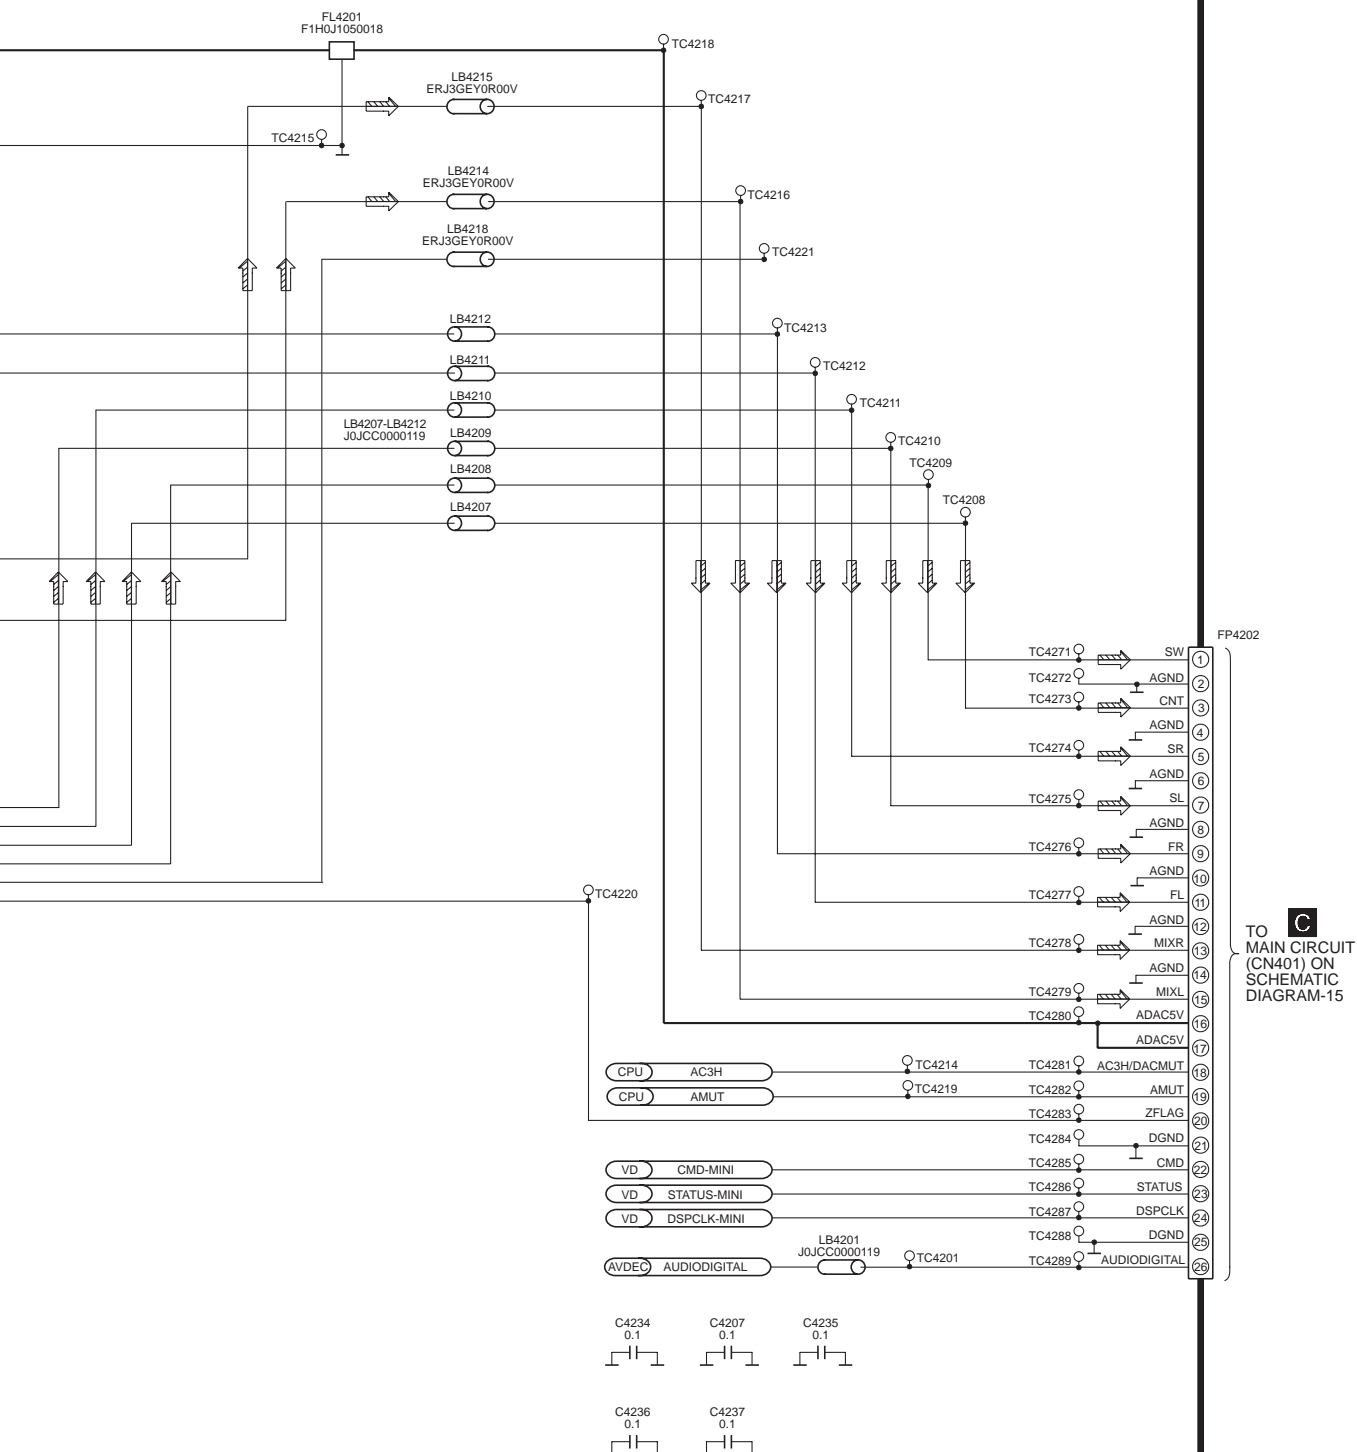 FL4201
F1H0J1050018
TC4218
LB4215
ERJ3GEY0R00V
TC4217
TC4215
LB4214
ERJ3GEY0R00V
TC4216
LB4218
ERJ3GEY0R00V
TC4221
LB4212
TC4213
LB4211
TC4212
LB4210
TC4211
LB4207-LB4212
J0JCC0000119
LB4209
TC4210
LB4208
TC4209
LB4207
TC4208
FP4202
TC4271 SW 1
TC4272 AGND 2
TC4273 CNT 3
AGND 4
TC4274 SR 5
AGND 6
TC4275 SL 7
AGND 8
TC4276 FR 9
AGND 10
TC4220
TC4277 FL 11
AGND 12
TC4278 MIXR 13
AGND 14
TC4279 MIXL 15
TC4280 ADAC5V 16
ADAC5V 17
TO C
MAIN CIRCUIT
(CN401) ON
SCHEMATIC
DIAGRAM-15
CPU AC3H TC4214 TC4281 AC3H/DACMUT 18
CPU AMUT TC4219 TC4282 AMUT 19
TC4283 ZFLAG 20
TC4284 DGND 21
VD CMD-MINI TC4285 CMD 22
VD STATUS-MINI TC4286 STATUS 23
VD DSPCLK-MINI TC4287 DSPCLK 24
TC4288 DGND 25
LB4201
J0JCC0000119
AVDEC AUDIODIGITAL TC4201 TC4289 AUDIODIGITAL 26
C4234
0.1
C4207
0.1
C4235
0.1
C4236
0.1
C4237
0.1